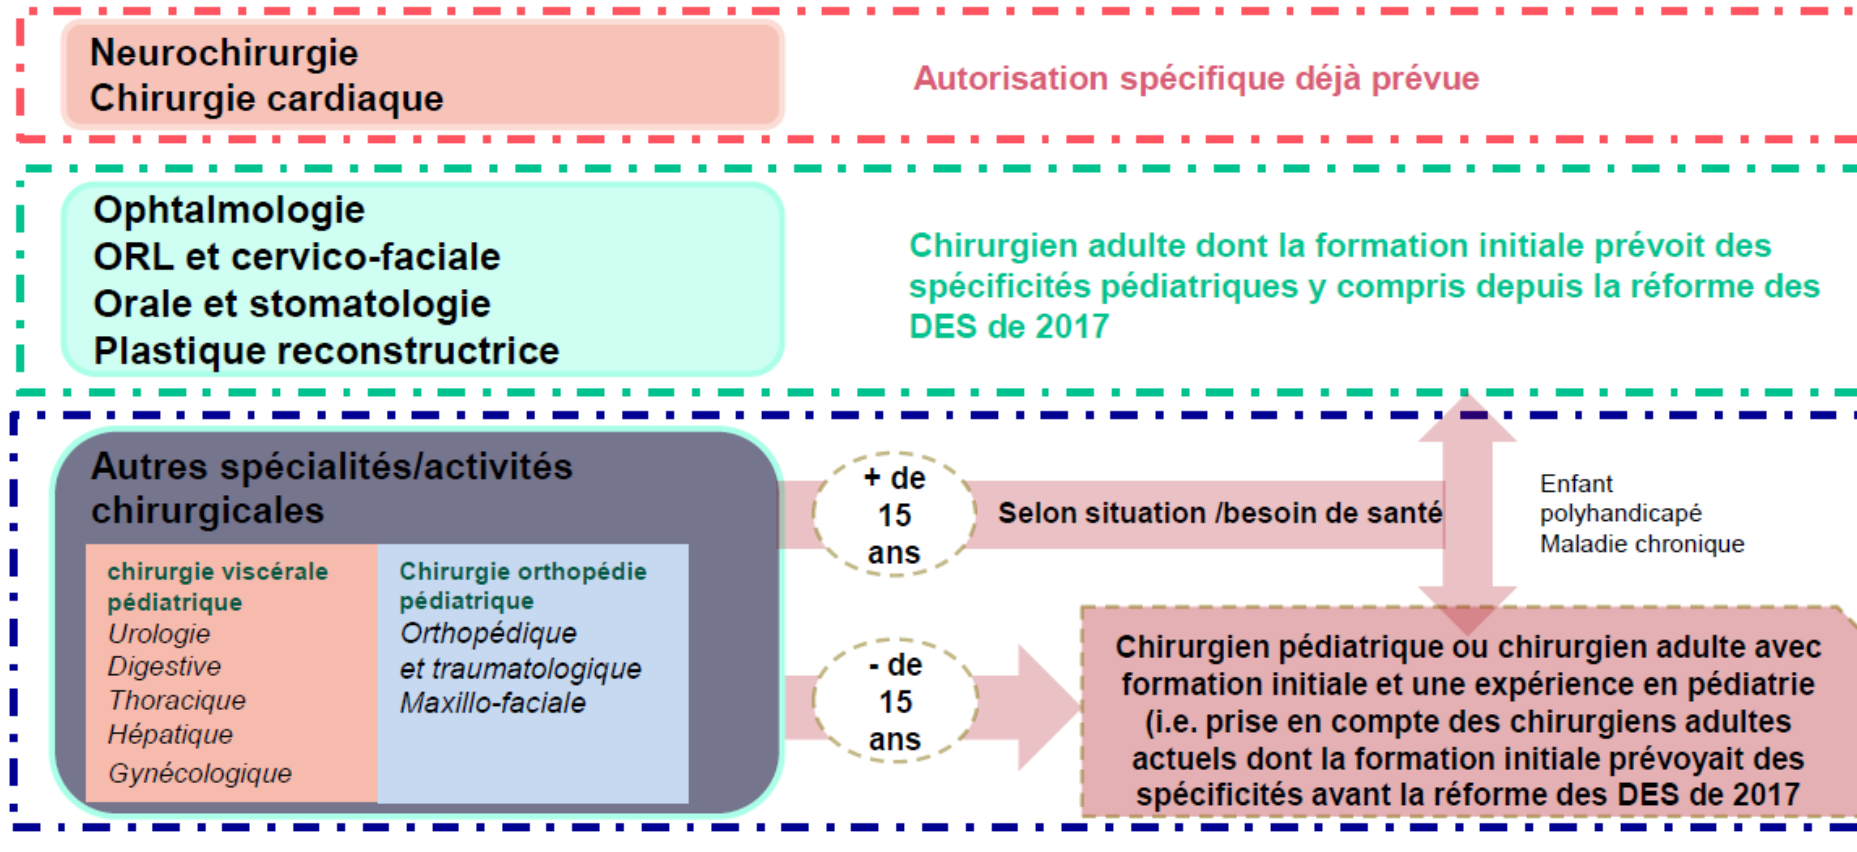 Neurochirurgie
Chirurgie cardiaque
Autorisation spécifique déjà prévue
Ophtalmologie
ORL et cervico-faciale
Orale et stomatologie
Plastique reconstructrice
Chirurgien adulte dont la formation initiale prévoit des
spécificités pédiatriques y compris depuis la réforme des
DES de 2017
Autres spécialités/activités
chirurgicales
chirurgie viscérale
pédiatrique
Urologie
Digestive
Thoracique
Hépatique
Gynécologique
Chirurgie orthopédie
pédiatrique
Orthopédique
et traumatologique
Maxillo-faciale
+ de
15
ans
Selon situation /besoin de santé
Enfant
polyhandicapé
Maladie chronique
- de
15
ans
Chirurgien pédiatrique ou chirurgien adulte avec
formation initiale et une expérience en pédiatrie
(i.e. prise en compte des chirurgiens adultes
actuels dont la formation initiale prévoyait des
spécificités avant la réforme des DES de 2017